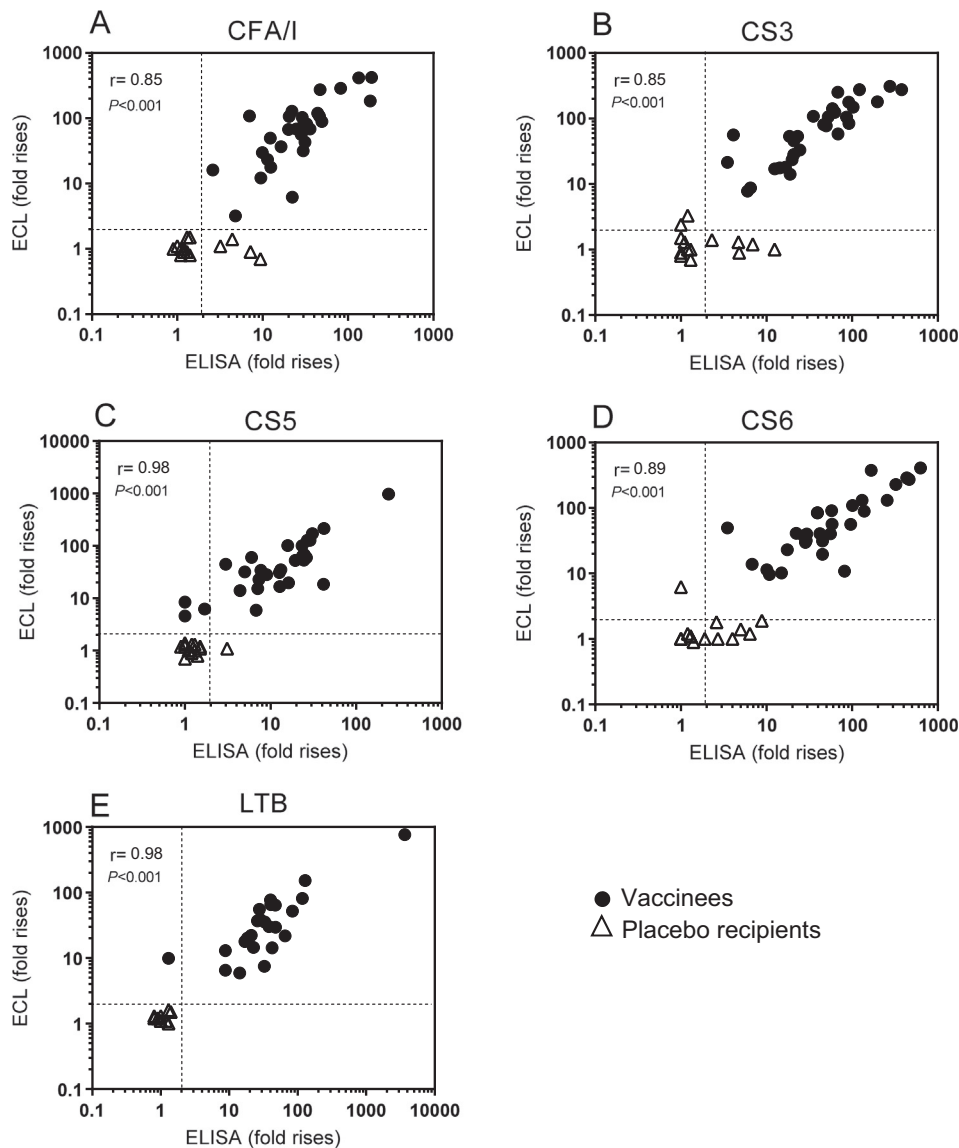 A
CFA/I
r= 0.85
P<0.001
ECL (fold rises)
1000
100
10
1
0.1
0.1 1 10 100 1000
ELISA (fold rises)
B
CS3
r= 0.85
P<0.001
ECL (fold rises)
1000
100
10
1
0.1
0.1 1 10 100 1000
ELISA (fold rises)
C
CS5
r= 0.98
P<0.001
ECL (fold rises)
10000
1000
100
10
1
0.1
0.1 1 10 100 1000
ELISA (fold rises)
D
CS6
r= 0.89
P<0.001
ECL (fold rises)
1000
100
10
1
0.1
0.1 1 10 100 1000
ELISA (fold rises)
E
LTB
r= 0.98
P<0.001
ECL (fold rises)
1000
100
10
1
0.1
0.1 1 10 100 1000 10000
ELISA (fold rises)
Vaccinees
Placebo recipients